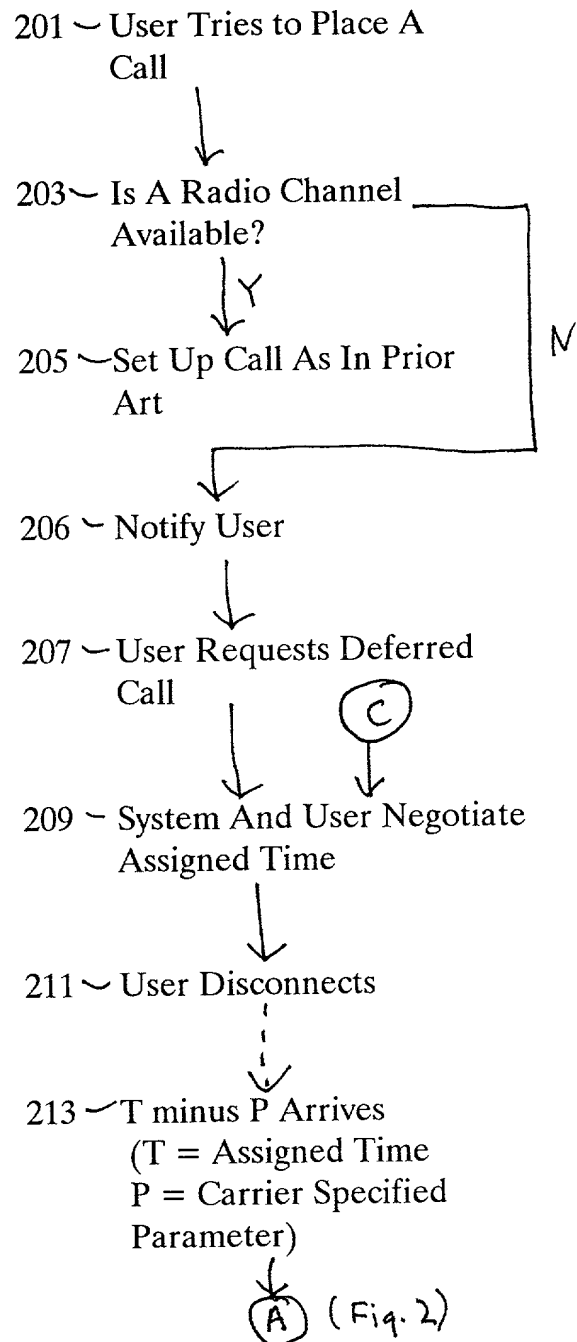 201 User Tries to Place A
Call
203 Is A Radio Channel
Available?
Y
N
205 Set Up Call As In Prior
Art
206 Notify User
207 User Requests Deferred
Call
C
209 System And User Negotiate
Assigned Time
211 User Disconnects
213 T minus P Arrives
(T = Assigned Time
P = Carrier Specified
Parameter)
A (Fig. 2)